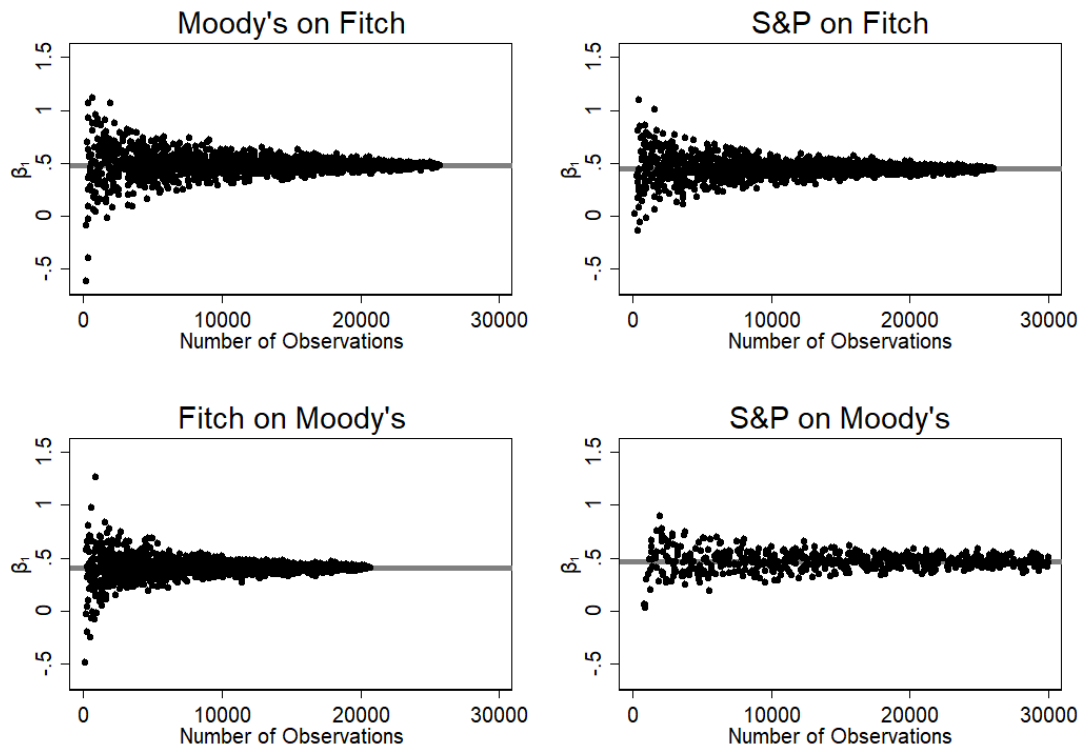 Moody's on Fitch
S&P on Fitch
1.5
1
.5
0
-.5
β₁
0 10000 20000 30000
Number of Observations
1.5
1
.5
0
-.5
β₁
0 10000 20000 30000
Number of Observations
Fitch on Moody's
S&P on Moody's
1.5
1
.5
0
-.5
β₁
0 10000 20000 30000
Number of Observations
1.5
1
.5
0
-.5
β₁
0 10000 20000 30000
Number of Observations